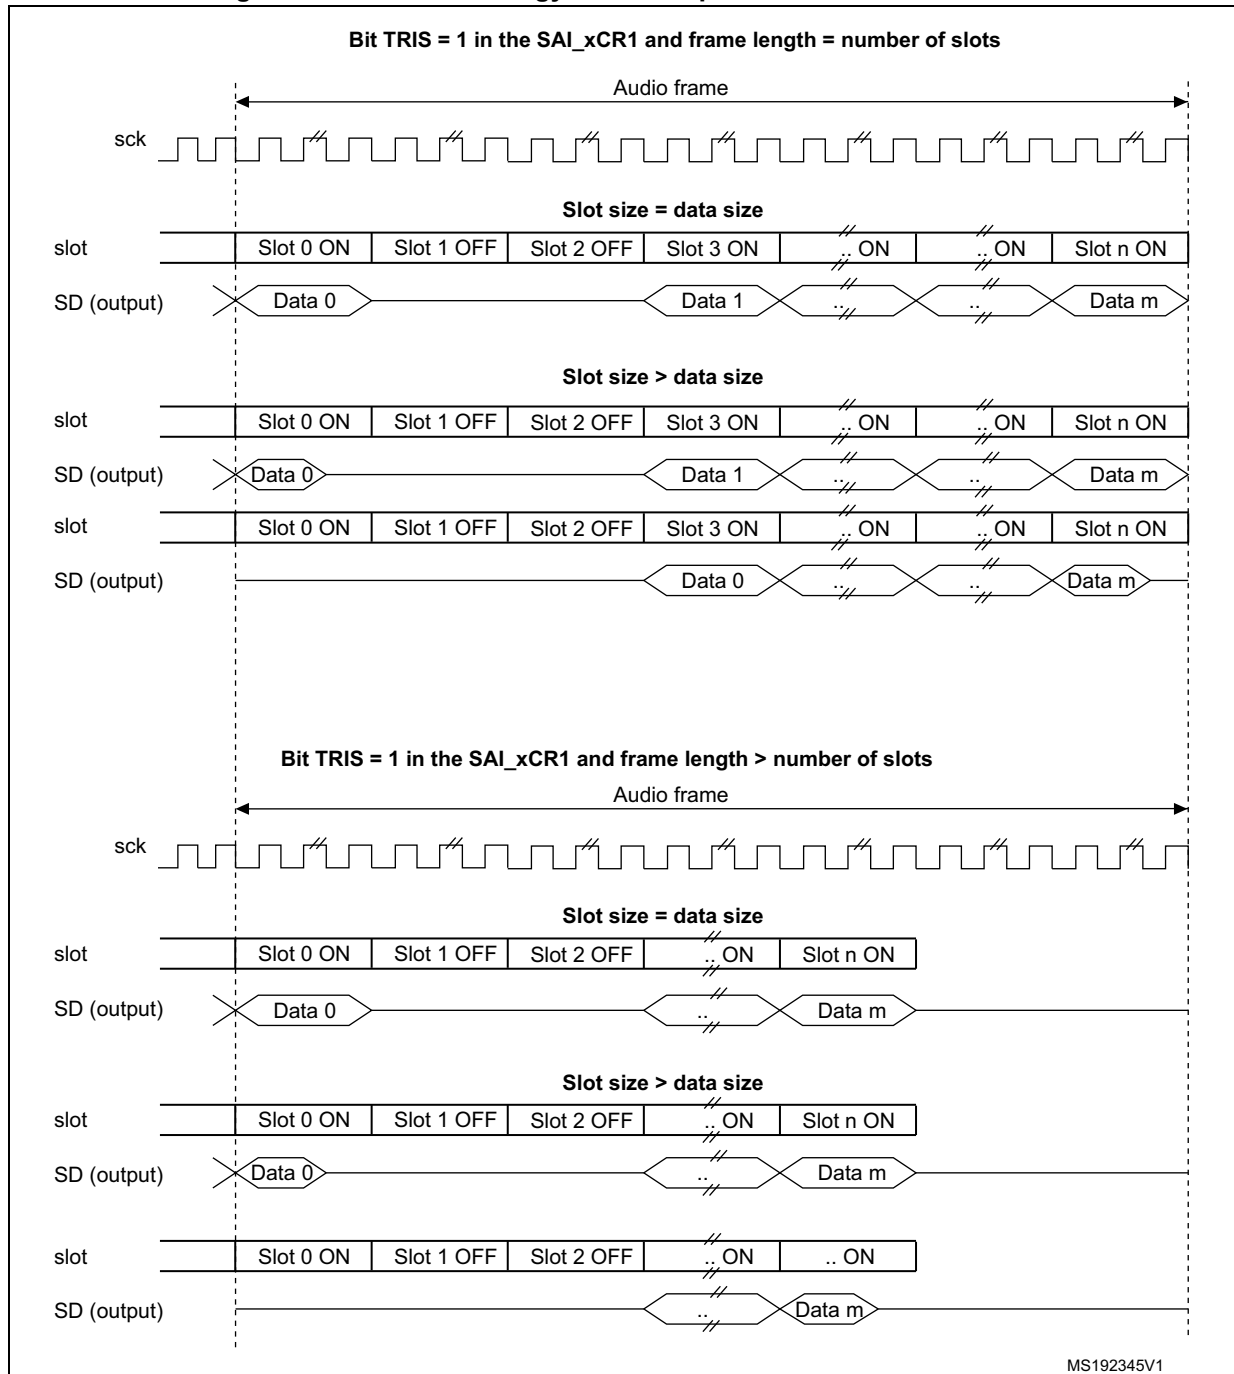 Bit TRIS = 1 in the SAI_xCR1 and frame length = number of slots
Audio frame
sck
Slot size = data size
slot Slot 0 ON Slot 1 OFF Slot 2 OFF Slot 3 ON .. ON .. ON Slot n ON
SD (output) Data 0 Data 1 .. .. Data m
Slot size > data size
slot Slot 0 ON Slot 1 OFF Slot 2 OFF Slot 3 ON .. ON .. ON Slot n ON
SD (output) Data 0 Data 1 .. .. Data m
slot Slot 0 ON Slot 1 OFF Slot 2 OFF Slot 3 ON .. ON .. ON Slot n ON
SD (output) Data 0 .. .. Data m
Bit TRIS = 1 in the SAI_xCR1 and frame length > number of slots
Audio frame
sck
Slot size = data size
slot Slot 0 ON Slot 1 OFF Slot 2 OFF .. ON Slot n ON
SD (output) Data 0 .. Data m
Slot size > data size
slot Slot 0 ON Slot 1 OFF Slot 2 OFF .. ON Slot n ON
SD (output) Data 0 .. Data m
slot Slot 0 ON Slot 1 OFF Slot 2 OFF .. ON .. ON
SD (output) .. Data m
MS192345V1